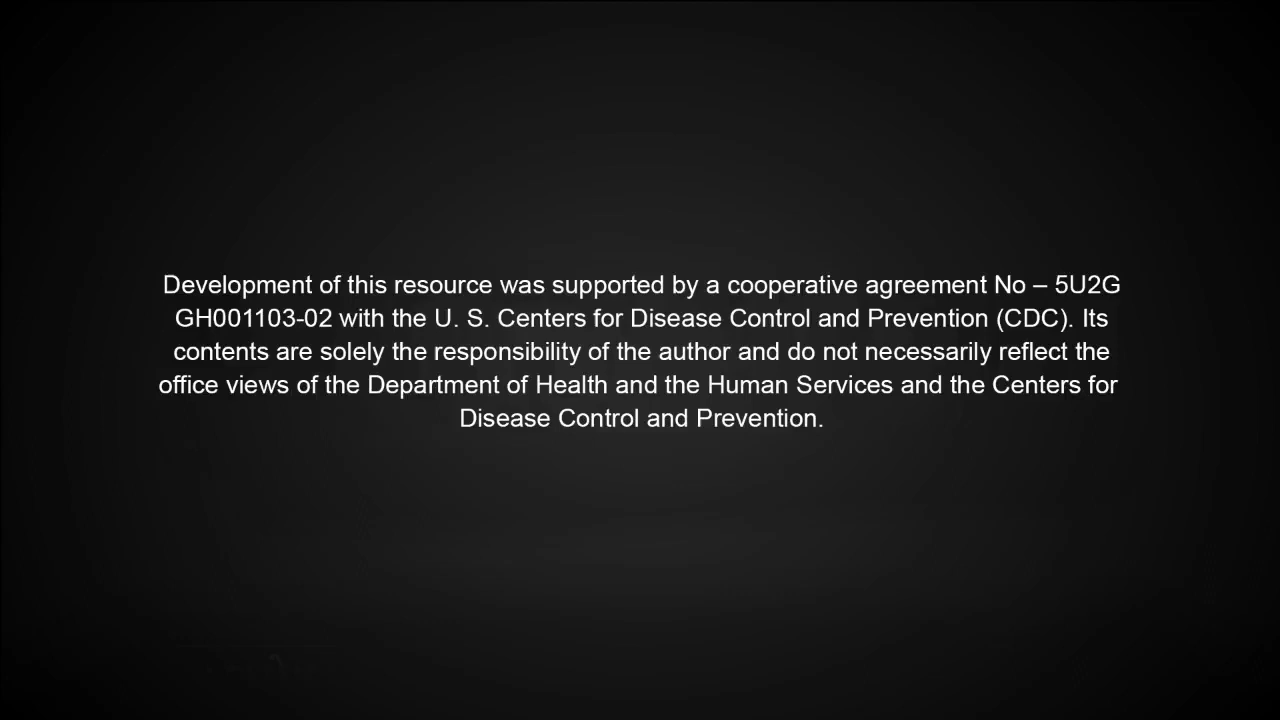 Development of this resource was supported by a cooperative agreement No – 5U2G
GH001103-02 with the U. S. Centers for Disease Control and Prevention (CDC). Its
contents are solely the responsibility of the author and do not necessarily reflect the
office views of the Department of Health and the Human Services and the Centers for
Disease Control and Prevention.